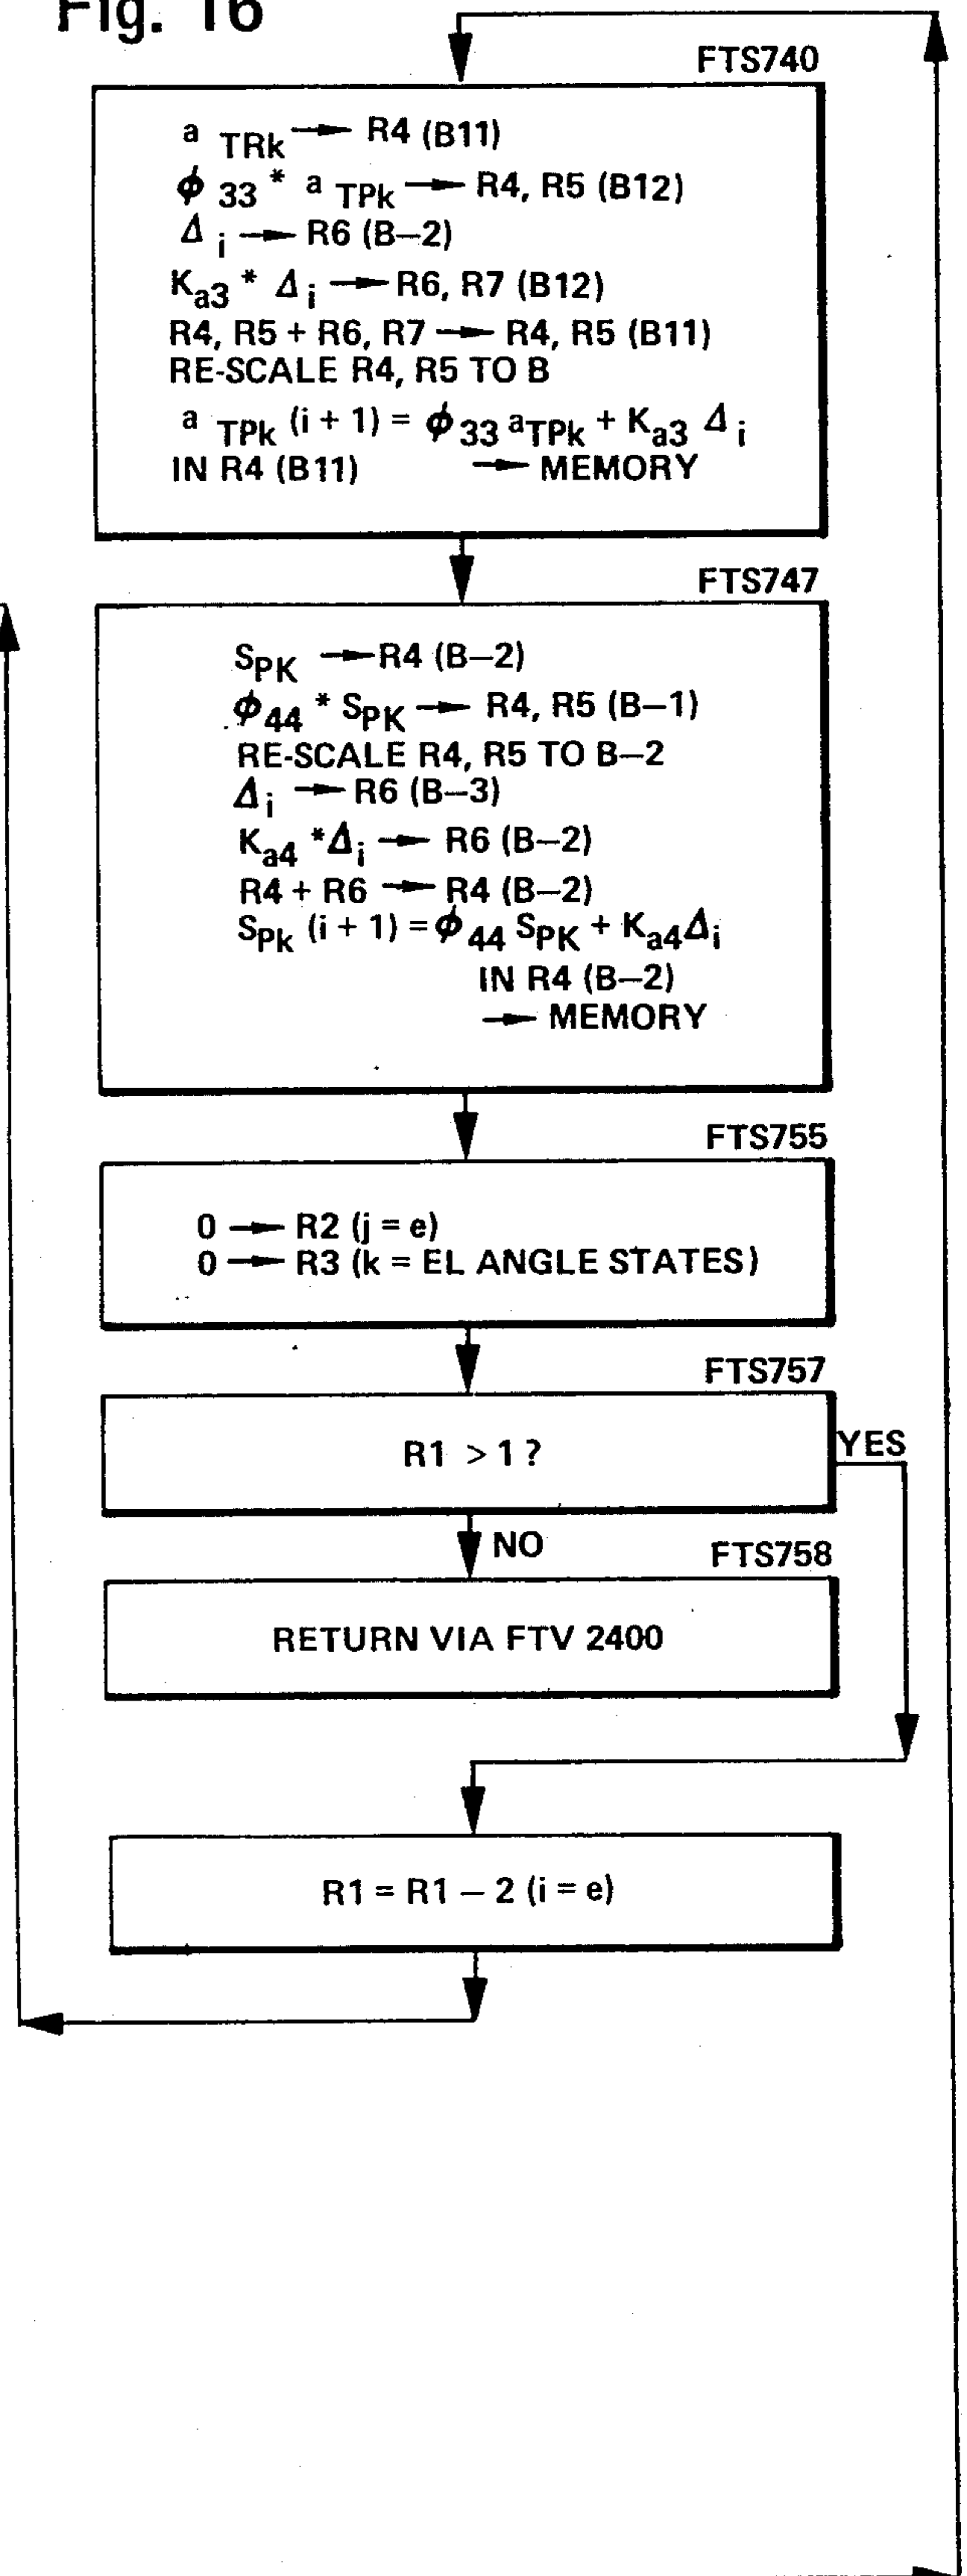 Fig. 16
FTS740
a TRk → R4 (B11)
ϕ 33 * a TPk → R4, R5 (B12)
Δ i → R6 (B–2)
Ka3 * Δ i → R6, R7 (B12)
R4, R5 + R6, R7 → R4, R5 (B11)
RE-SCALE R4, R5 TO B
a TPk (i + 1) = ϕ 33 aTPk + Ka3 Δ i
IN R4 (B11) → MEMORY
FTS747
SPK → R4 (B–2)
ϕ44 * SPK → R4, R5 (B–1)
RE-SCALE R4, R5 TO B–2
Δ i → R6 (B–3)
Ka4 *Δi → R6 (B–2)
R4 + R6 → R4 (B–2)
SPk (i + 1) = ϕ 44 SPK + Ka4Δi
IN R4 (B–2)
→ MEMORY
FTS755
0 → R2 (j = e)
0 → R3 (k = EL ANGLE STATES)
FTS757
R1 > 1 ?
YES
NO
FTS758
RETURN VIA FTV 2400
R1 = R1 – 2 (i = e)